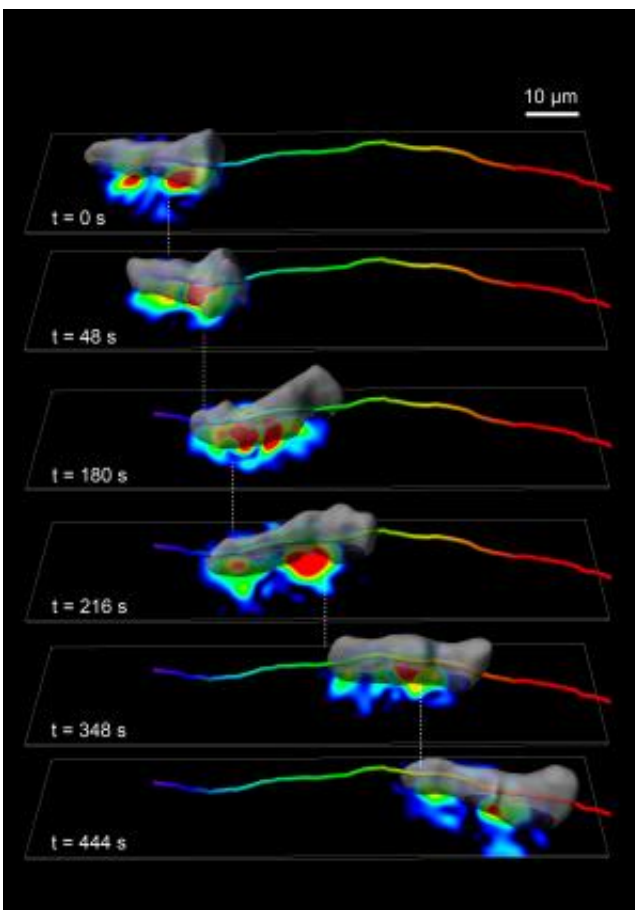 10 µm
t = 0 s
t = 48 s
t = 180 s
t = 216 s
t = 348 s
t = 444 s